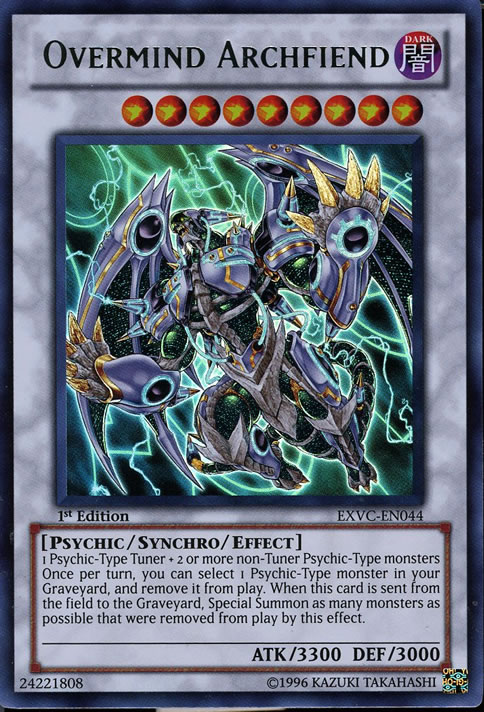 OVERMIND ARCHFIEND
DARK
闇
1st Edition
EXVC-EN044
[PSYCHIC/SYNCHRO/EFFECT]
1 Psychic-Type Tuner + 2 or more non-Tuner Psychic-Type monsters
Once per turn, you can select 1 Psychic-Type monster in your
Graveyard, and remove it from play. When this card is sent from
the field to the Graveyard, Special Summon as many monsters as
possible that were removed from play by this effect.
ATK/3300 DEF/3000
24221808
©1996 KAZUKI TAKAHASHI